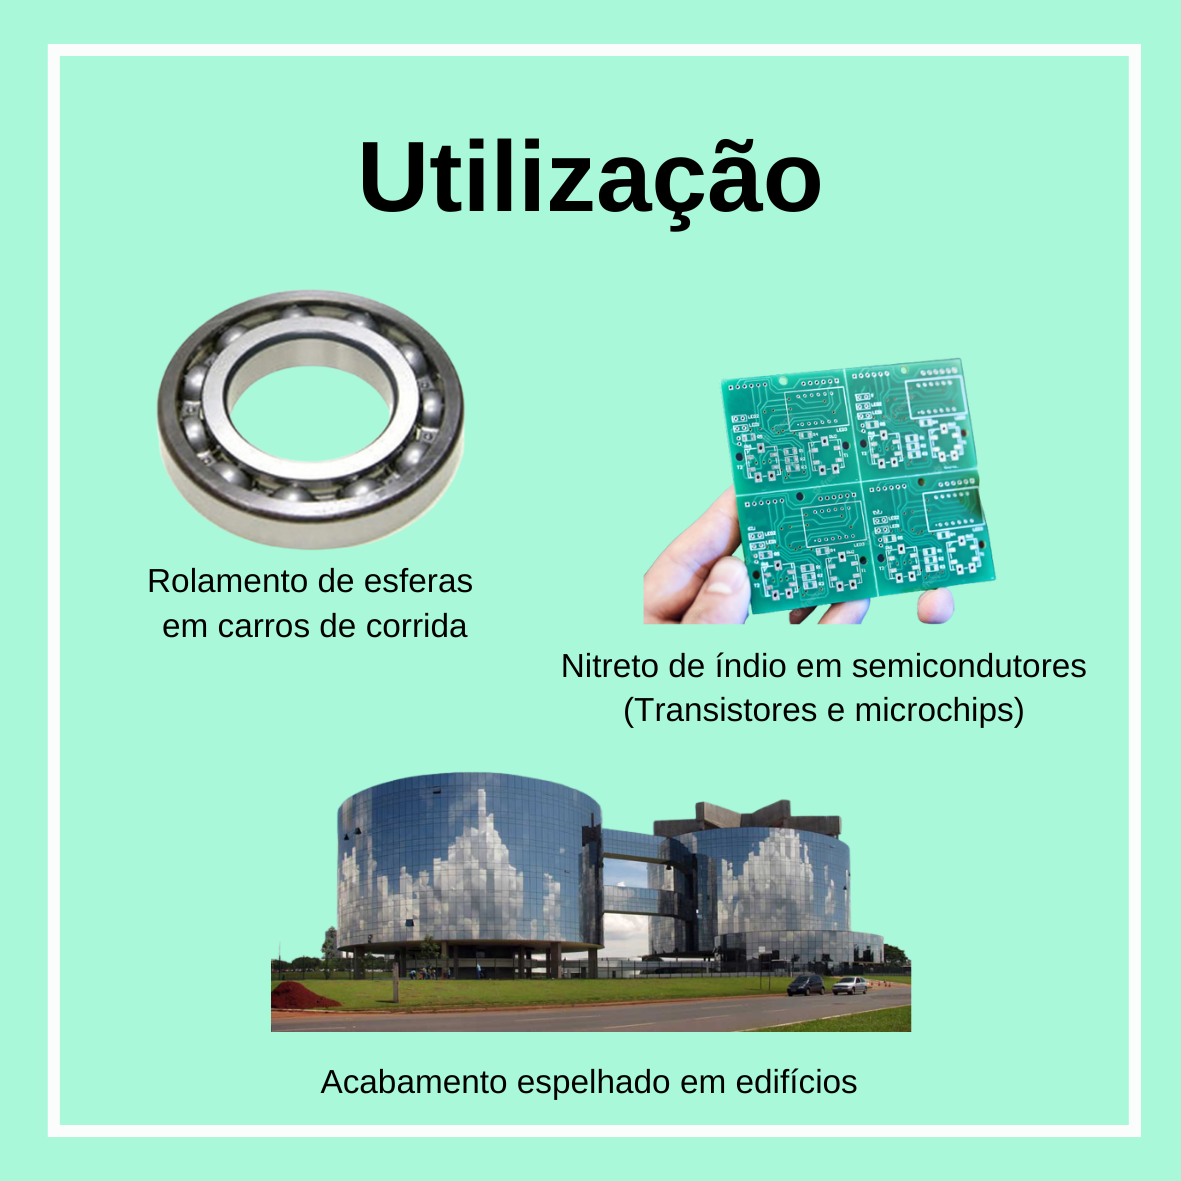 Utilização
Rolamento de esferas
em carros de corrida
Nitreto de índio em semicondutores
(Transistores e microchips)
Acabamento espelhado em edifícios